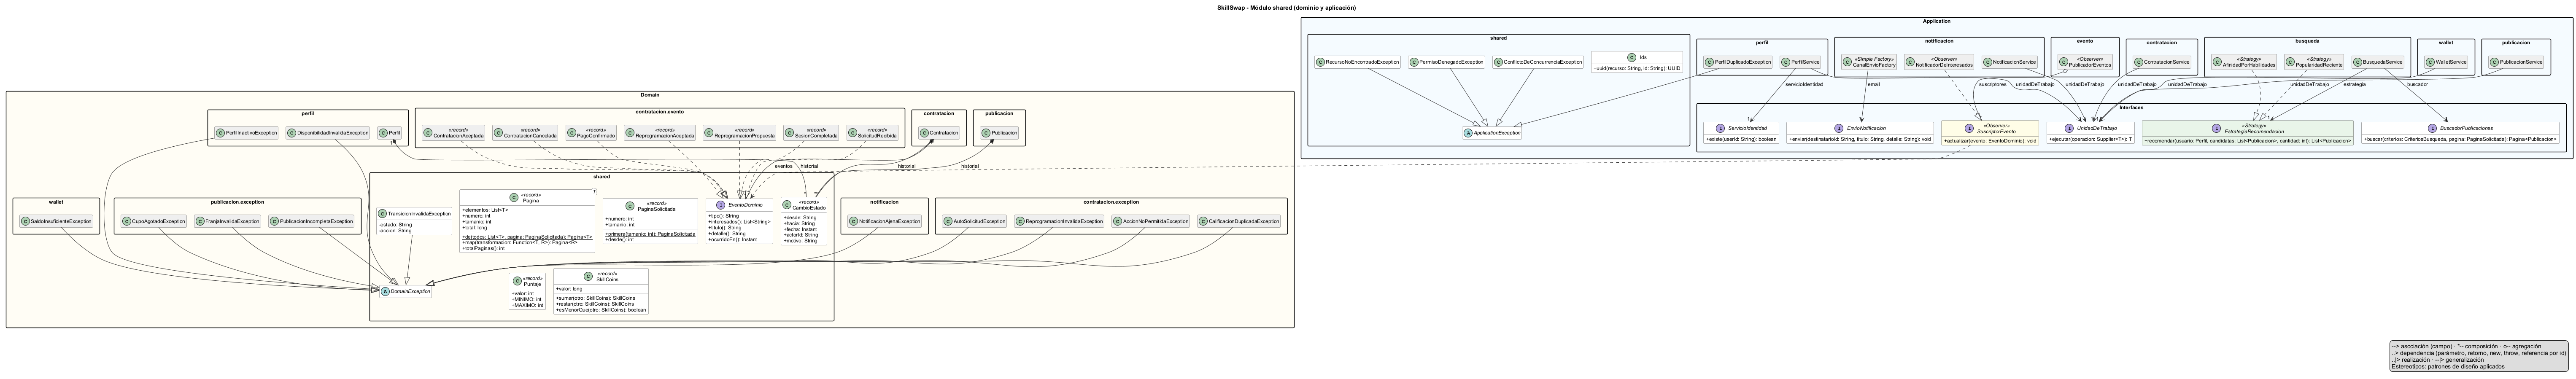 SkillSwap - Módulo shared (dominio y aplicación)
Application
shared
RecursoNoEncontradoException
PermisoDenegadoException
ConflictoDeConcurrenciaException
Ids
+uuid(recurso: String, id: String): UUID
ApplicationException
perfil
PerfilDuplicadoException
PerfilService
notificacion
«Simple Factory»
CanalEnvioFactory
«Observer»
NotificadorDeInteresados
NotificacionService
evento
«Observer»
PublicadorEventos
contratacion
ContratacionService
busqueda
«Strategy»
AfinidadPorHabilidades
«Strategy»
PopularidadReciente
BusquedaService
wallet
WalletService
publicacion
PublicacionService
servicioIdentidad
email
suscriptores
unidadDeTrabajo
unidadDeTrabajo
unidadDeTrabajo
unidadDeTrabajo
unidadDeTrabajo
estrategia
buscador
Interfaces
ServicioIdentidad
+existe(userId: String): boolean
EnvioNotificacion
+enviar(destinatarioId: String, titulo: String, detalle: String): void
«Observer»
SuscriptorEvento
+actualizar(evento: EventoDominio): void
UnidadDeTrabajo
+ejecutar(operacion: Supplier<T>): T
«Strategy»
EstrategiaRecomendacion
+recomendar(usuario: Perfil, candidatas: List<Publicacion>, cantidad: int): List<Publicacion>
BuscadorPublicaciones
+buscar(criterios: CriteriosBusqueda, pagina: PaginaSolicitada): Pagina<Publicacion>
Domain
perfil
PerfilInactivoException
DisponibilidadInvalidaException
Perfil
contratacion.evento
«record»
ContratacionAceptada
«record»
ContratacionCancelada
«record»
PagoConfirmado
«record»
ReprogramacionAceptada
«record»
ReprogramacionPropuesta
«record»
SesionCompletada
«record»
SolicitudRecibida
contratacion
Contratacion
publicacion
Publicacion
eventos
historial
historial
historial
wallet
SaldoInsuficienteException
publicacion.exception
CupoAgotadoException
FranjaInvalidaException
PublicacionIncompletaException
shared
TransicionInvalidaException
-estado: String
-accion: String
«record»
Pagina
T
+elementos: List<T>
+numero: int
+tamanio: int
+total: long
+de(todos: List<T>, pagina: PaginaSolicitada): Pagina<T>
+map(transformacion: Function<T, R>): Pagina<R>
+totalPaginas(): int
«record»
PaginaSolicitada
+numero: int
+tamanio: int
+primera(tamanio: int): PaginaSolicitada
+desde(): int
EventoDominio
+tipo(): String
+interesados(): List<String>
+titulo(): String
+detalle(): String
+ocurridoEn(): Instant
«record»
CambioEstado
+desde: String
+hacia: String
+fecha: Instant
+actorId: String
+motivo: String
notificacion
NotificacionAjenaException
contratacion.exception
AutoSolicitudException
ReprogramacionInvalidaException
AccionNoPermitidaException
CalificacionDuplicadaException
DomainException
«record»
Puntaje
+valor: int
+MINIMO: int
+MAXIMO: int
«record»
SkillCoins
+valor: long
+sumar(otro: SkillCoins): SkillCoins
+restar(otro: SkillCoins): SkillCoins
+esMenorQue(otro: SkillCoins): boolean
--> asociación (campo) · *-- composición · o-- agregación
..> dependencia (parámetro, retorno, new, throw, referencia por id)
..|> realización · --|> generalización
Estereotipos: patrones de diseño aplicados